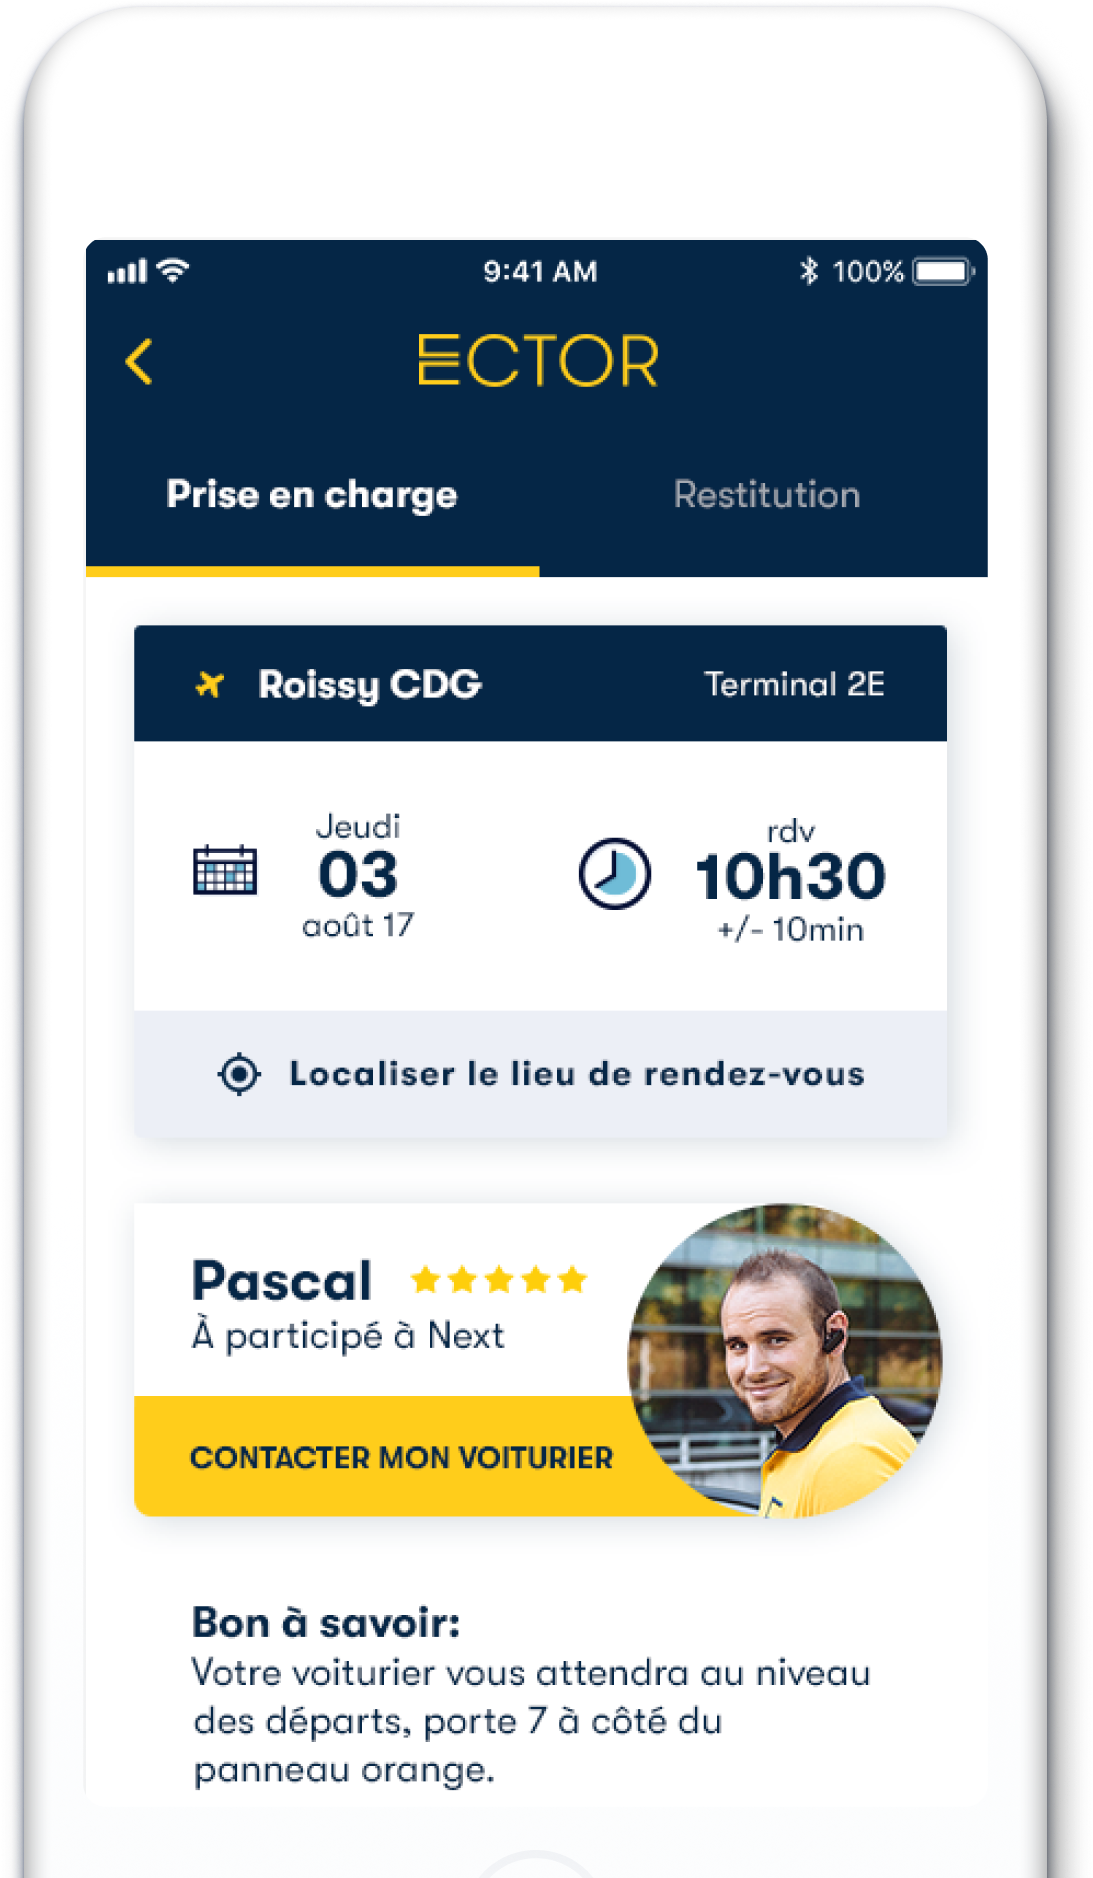 9:41 AM
100%
ECTOR
Prise en charge
Restitution
Roissy CDG
Terminal 2E
Jeudi
03
août 17
rdv
10h30
+/- 10min
Localiser le lieu de rendez-vous
Pascal
À participé à Next
CONTACTER MON VOITURIER
Bon à savoir:
Votre voiturier vous attendra au niveau
des départs, porte 7 à côté du
panneau orange.